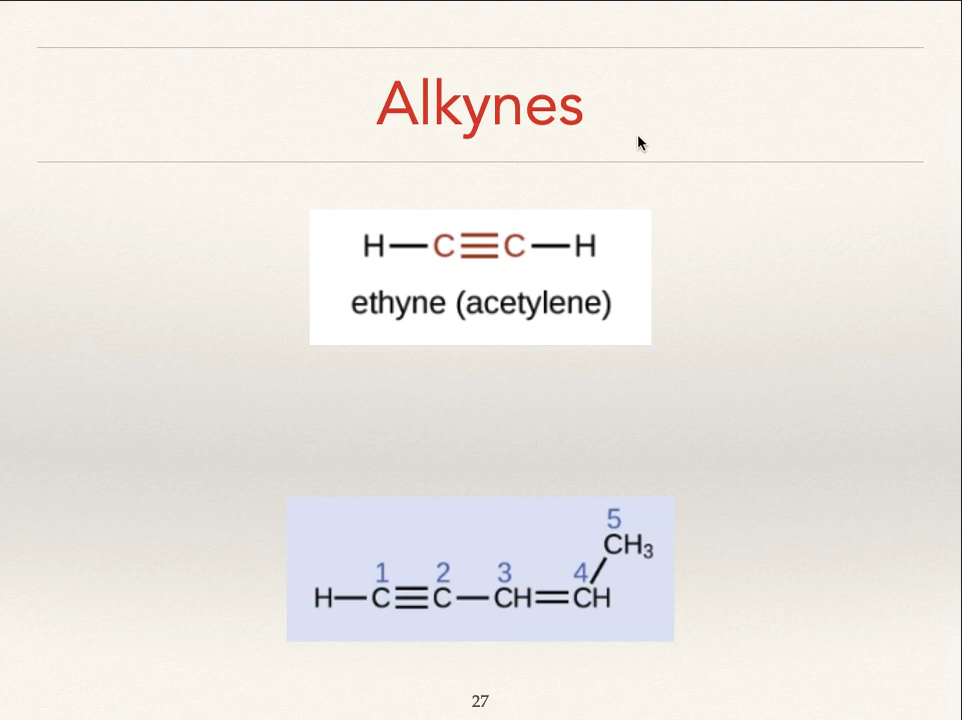 Alkynes
H—C≡C—H
ethyne (acetylene)
5
CH₃
1 2 3 4
H—C≡C—CH=CH
27